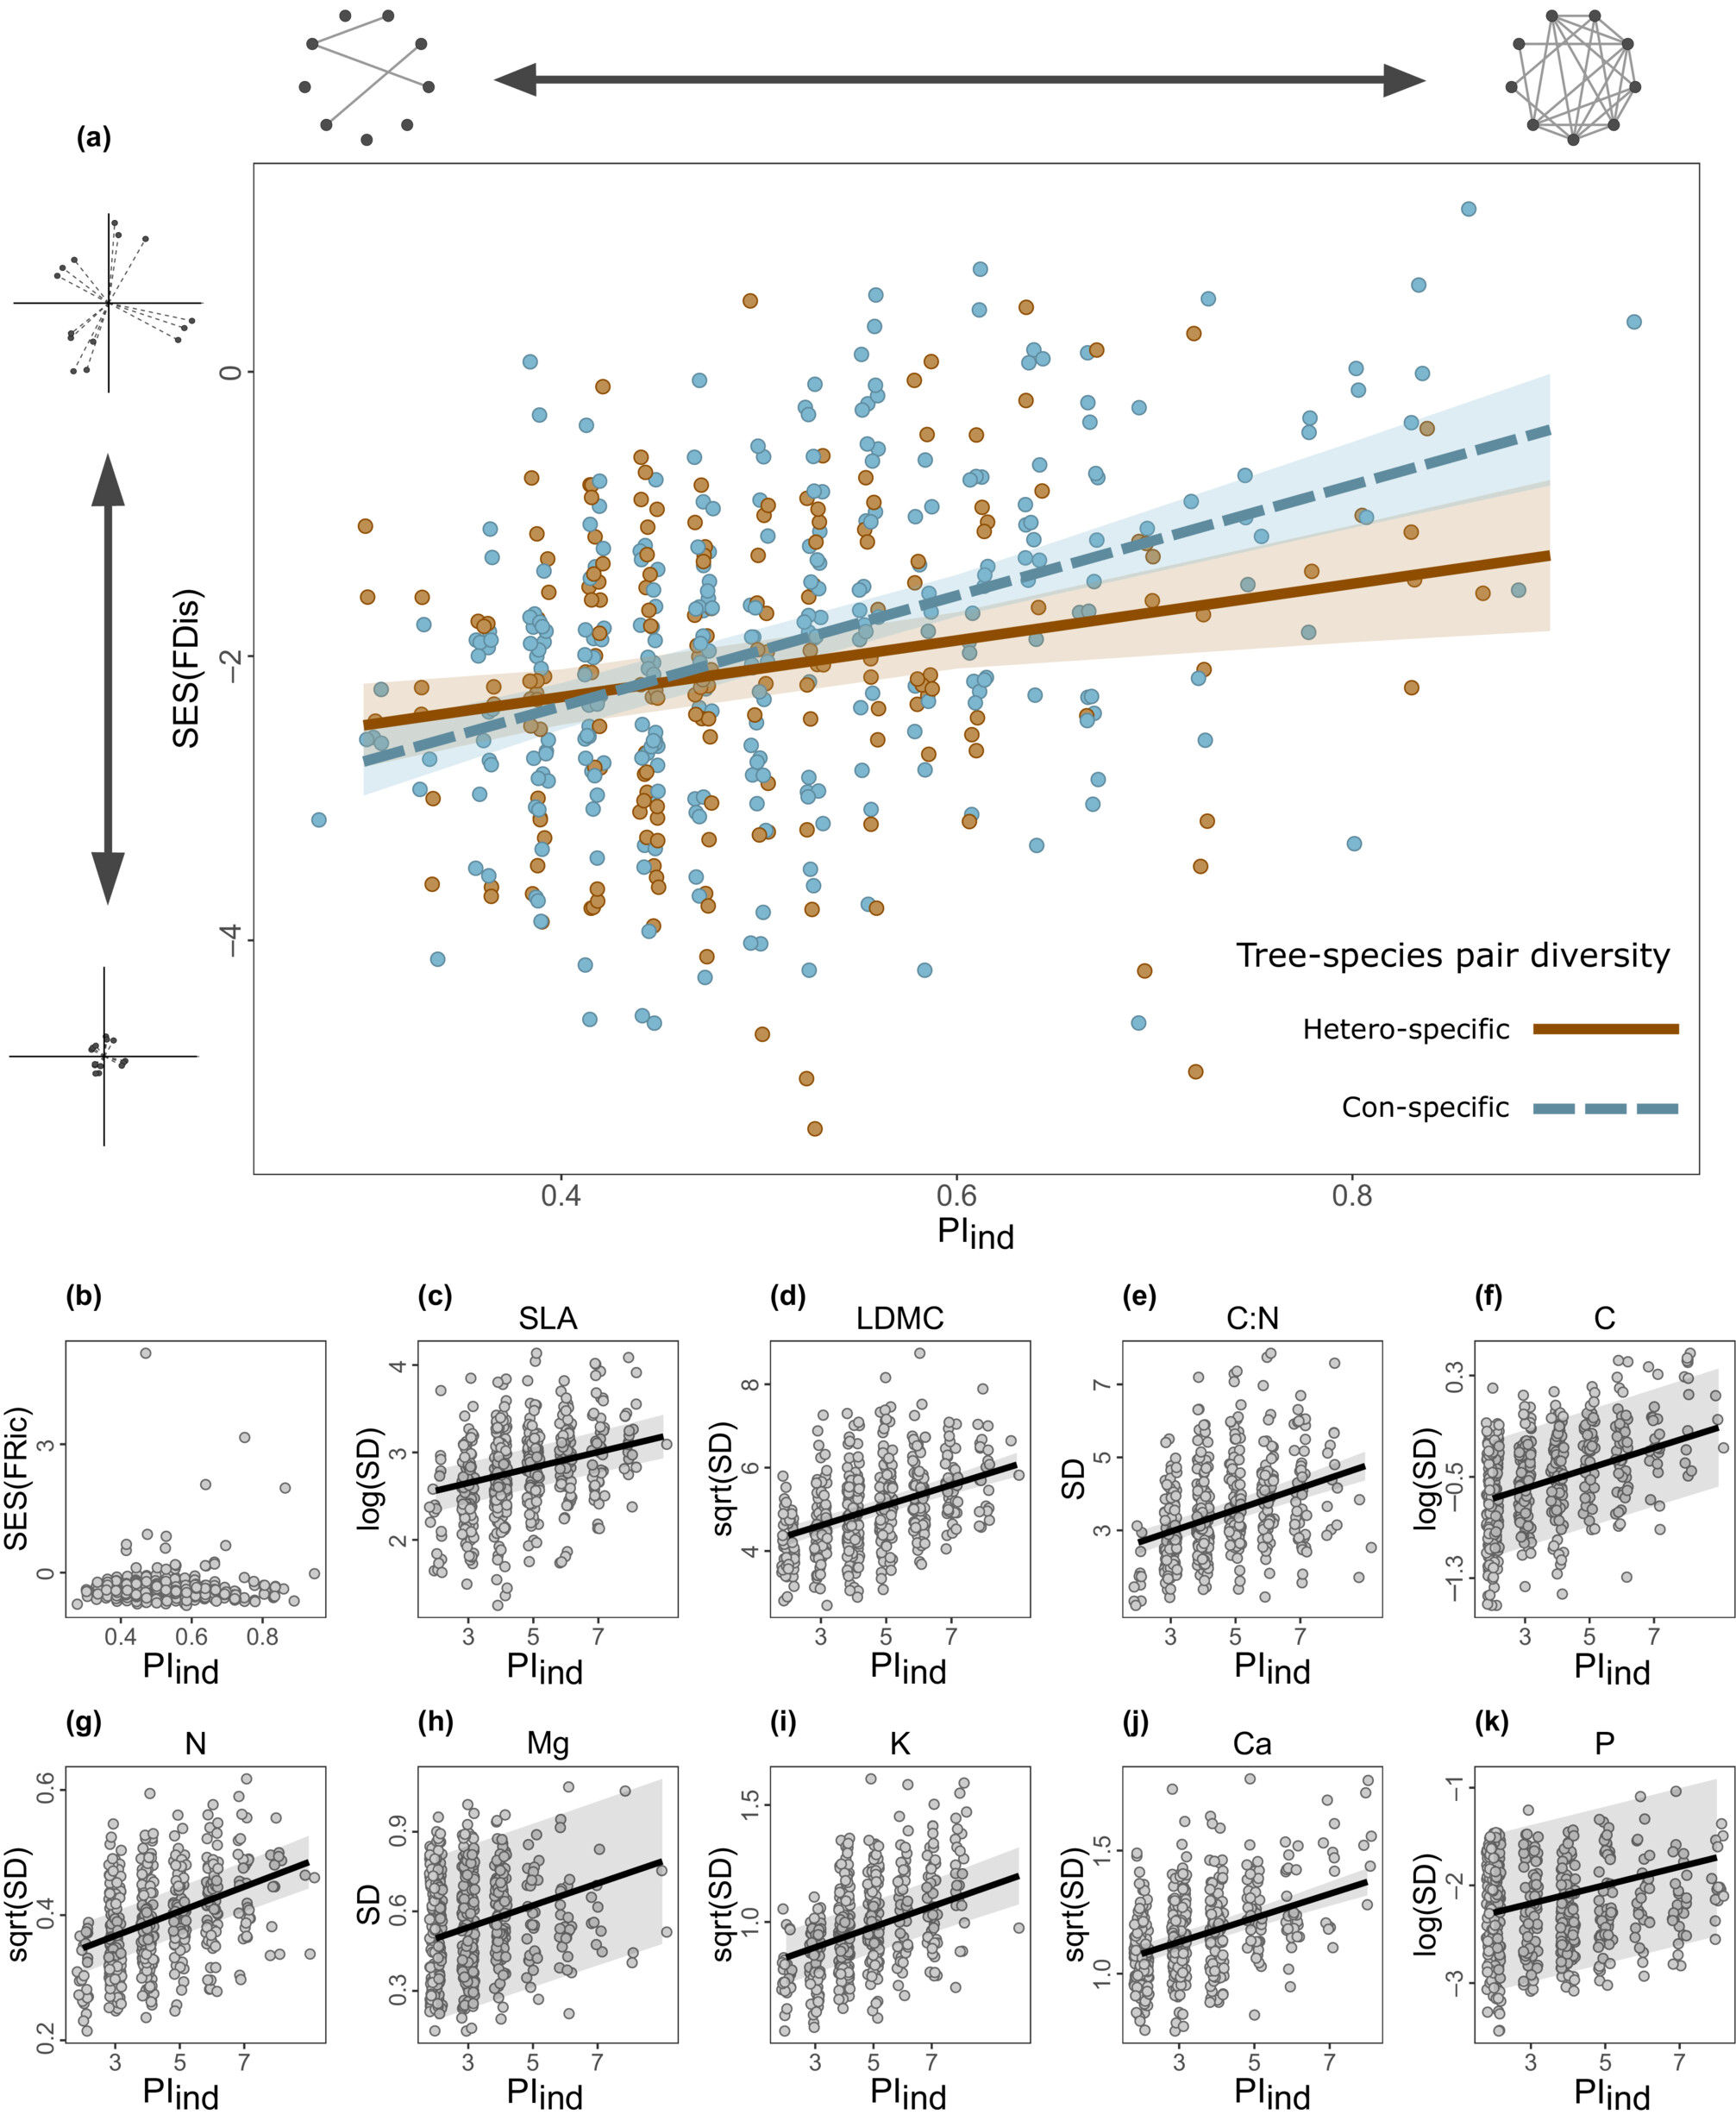 (a)
SES(FDis)
0
−2
−4
Tree-species pair diversity
Hetero-specific
Con-specific
0.4 0.6 0.8
PIind
(b) (c) (d) (e) (f)
SLA LDMC C:N C
SES(FRic)
3
0
0.4 0.6 0.8
PIind
log(SD)
4
3
2
3 5 7
PIind
sqrt(SD)
8
6
4
3 5 7
PIind
SD
7
5
3
3 5 7
PIind
log(SD)
0.3
−0.5
−1.3
3 5 7
PIind
(g) (h) (i) (j) (k)
N Mg K Ca P
sqrt(SD)
0.6
0.4
0.2
3 5 7
PIind
SD
0.9
0.6
0.3
3 5 7
PIind
sqrt(SD)
1.5
1.0
3 5 7
PIind
sqrt(SD)
1.5
1.0
3 5 7
PIind
log(SD)
−1
−2
−3
3 5 7
PIind